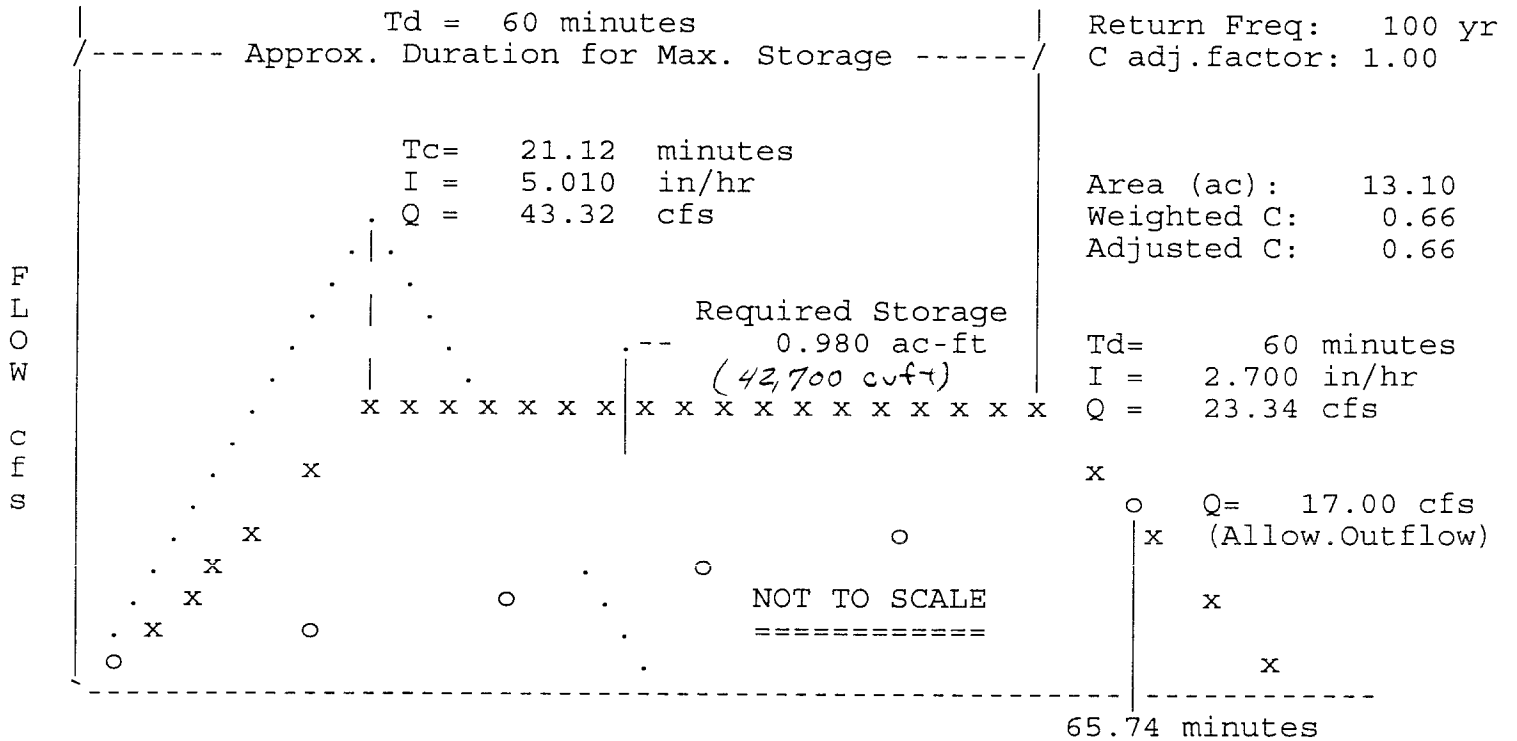 Td = 60 minutes
/------- Approx. Duration for Max. Storage ------/
Return Freq: 100 yr
C adj.factor: 1.00
Tc= 21.12 minutes
I = 5.010 in/hr
Q = 43.32 cfs
Area (ac): 13.10
Weighted C: 0.66
Adjusted C: 0.66
FLOW cfs
Required Storage
0.980 ac-ft
(42,700 cuft)
Td= 60 minutes
I = 2.700 in/hr
Q = 23.34 cfs
x x x x x x x x x x x x x x x x x x
Q= 17.00 cfs
(Allow.Outflow)
NOT TO SCALE
============
65.74 minutes